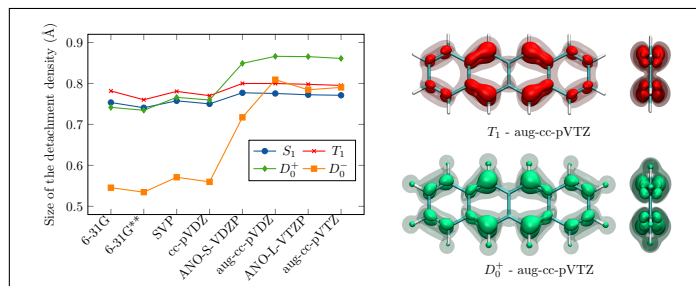 Size of the detachment density (Å)
0.9
0.8
0.7
0.6
0.5
S₁ T₁
D₀⁺ D₀⁻
6-31G
6-31G**
SVP
cc-pVDZ
ANO-S-VDZP
aug-cc-pVDZ
ANO-L-VTZP
aug-cc-pVTZ
T₁ - aug-cc-pVTZ
D₀⁺ - aug-cc-pVTZ